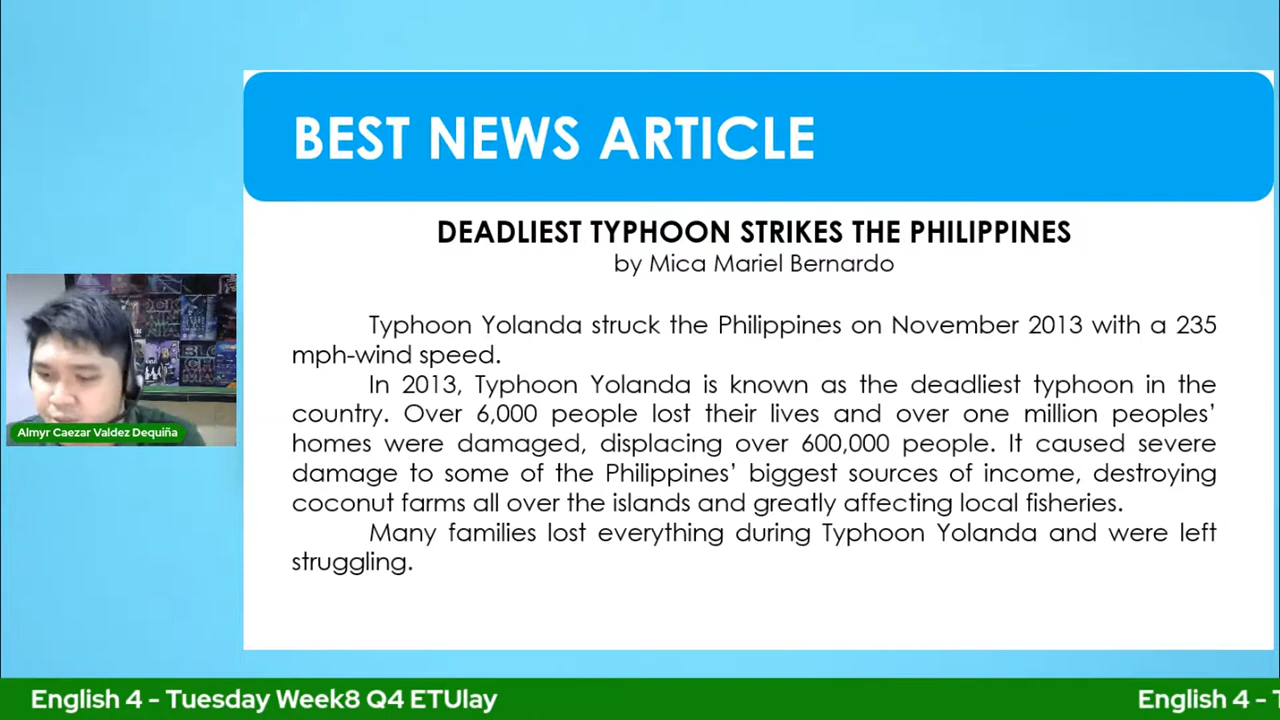 BEST NEWS ARTICLE
DEADLIEST TYPHOON STRIKES THE PHILIPPINES
by Mica Mariel Bernardo
Typhoon Yolanda struck the Philippines on November 2013 with a 235
mph-wind speed.
In 2013, Typhoon Yolanda is known as the deadliest typhoon in the
country. Over 6,000 people lost their lives and over one million peoples’
homes were damaged, displacing over 600,000 people. It caused severe
damage to some of the Philippines’ biggest sources of income, destroying
coconut farms all over the islands and greatly affecting local fisheries.
Many families lost everything during Typhoon Yolanda and were left
struggling.
Almyr Caezar Valdez Dequiña
English 4 - Tuesday Week8 Q4 ETUlay
English 4 -